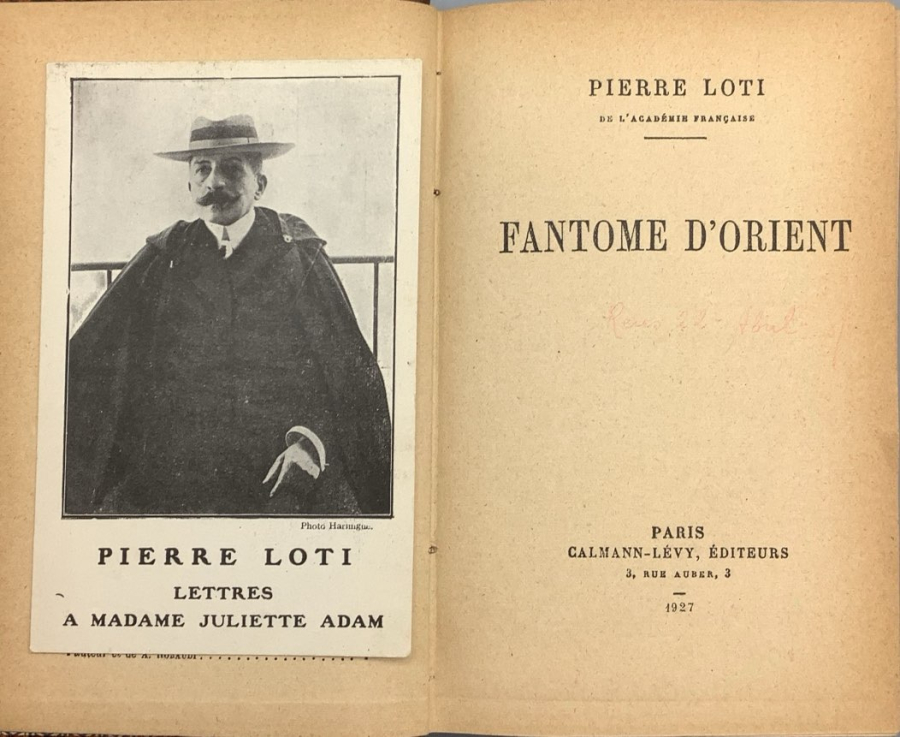 Photo Harlingue.
PIERRE LOTI
LETTRES
A MADAME JULIETTE ADAM
PIERRE LOTI
DE L'ACADÉMIE FRANÇAISE
FANTOME D'ORIENT
22
PARIS
CALMANN-LÉVY, ÉDITEURS
3, RUE AUBER, 3
1927